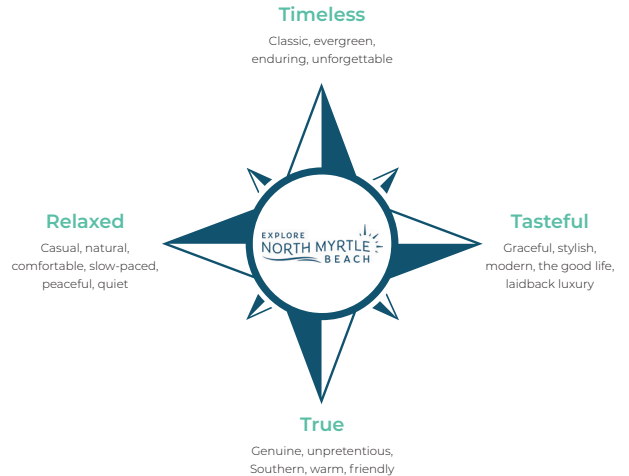 Timeless
Classic, evergreen,
enduring, unforgettable
Relaxed
Casual, natural,
comfortable, slow-paced,
peaceful, quiet
EXPLORE
NORTH MYRTLE
BEACH
Tasteful
Graceful, stylish,
modern, the good life,
laidback luxury
True
Genuine, unpretentious,
Southern, warm, friendly